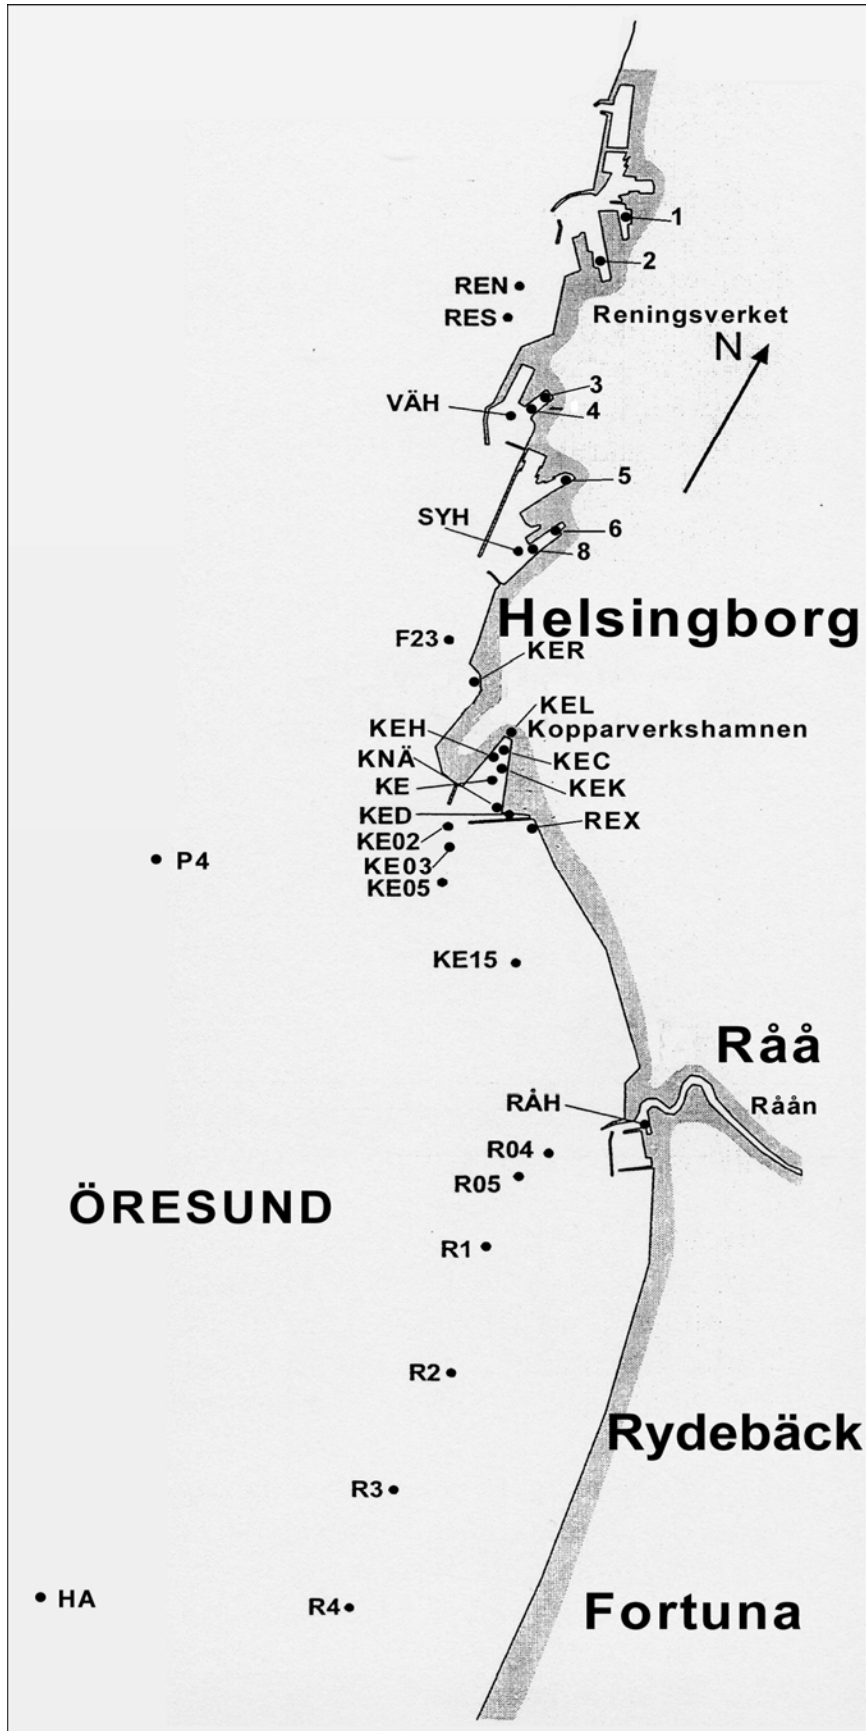 1
2
REN
RES
Reningsverket
N
3
VÄH
4
5
SYH
6
8
Helsingborg
F23
KER
KEL
KEH
Kopparverkshamnen
KNÄ
KEC
KE
KEK
KED
REX
KE02
P4
KE03
KE05
KE15
Råå
RÅH
Råån
R04
R05
ÖRESUND
R1
R2
Rydebäck
R3
HA
R4
Fortuna